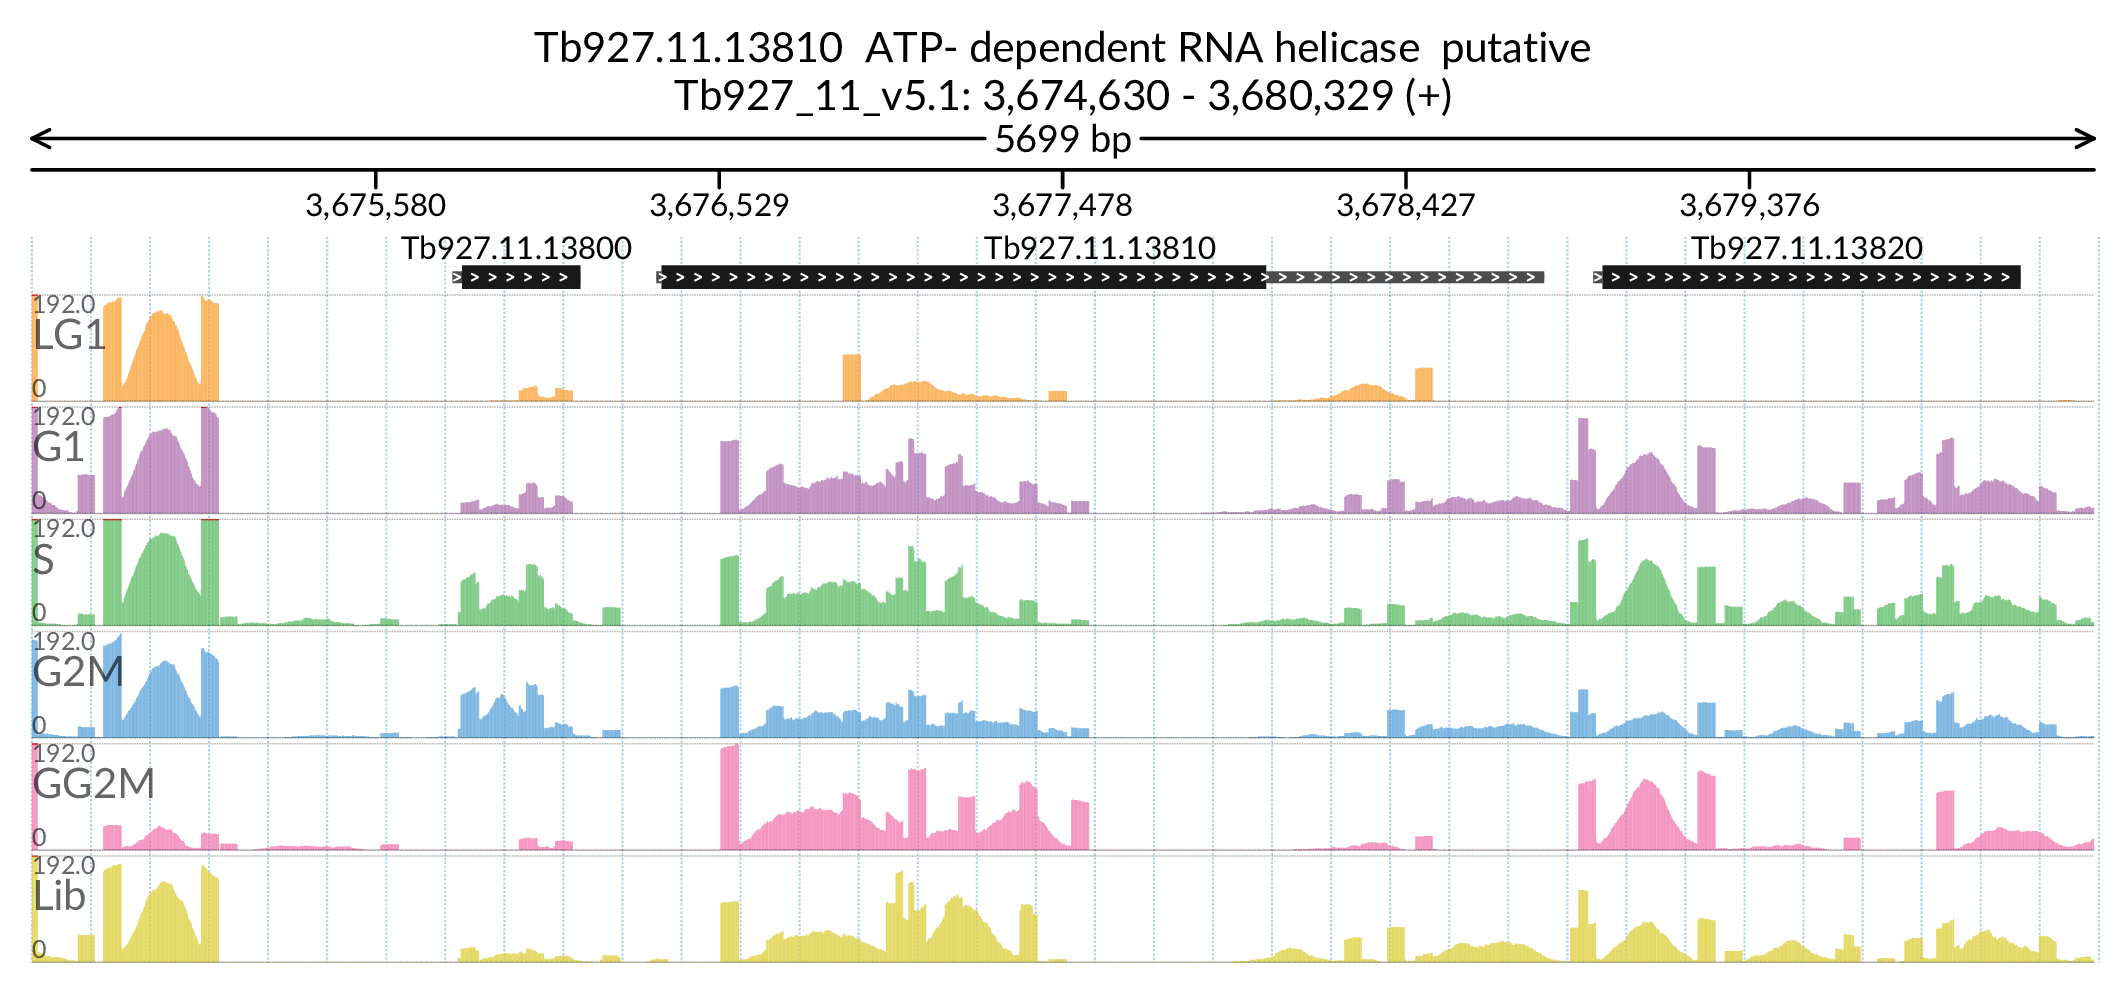 Tb927.11.13810 ATP- dependent RNA helicase putative
Tb927_11_v5.1: 3,674,630 - 3,680,329 (+)
5699 bp
3,675,580 3,676,529 3,677,478 3,678,427 3,679,376
Tb927.11.13800 Tb927.11.13810 Tb927.11.13820
192.0
LG1
0
192.0
G1
0
192.0
S
0
192.0
G2M
0
192.0
GG2M
0
192.0
Lib
0